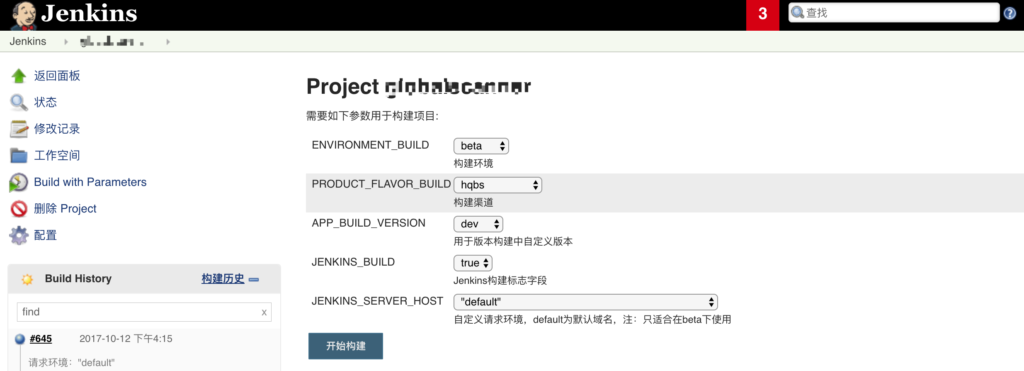 Jenkins
3
查找
Jenkins
返回面板
状态
修改记录
工作空间
Build with Parameters
删除 Project
配置
Build History
构建历史
find
x
#645
2017-10-12 下午4:15
请求环境："default"
Project
需要如下参数用于构建项目:
ENVIRONMENT_BUILD
beta
构建环境
PRODUCT_FLAVOR_BUILD
hqbs
构建渠道
APP_BUILD_VERSION
dev
用于版本构建中自定义版本
JENKINS_BUILD
true
Jenkins构建标志字段
JENKINS_SERVER_HOST
"default"
自定义请求环境，default为默认域名，注：只适合在beta下使用
开始构建